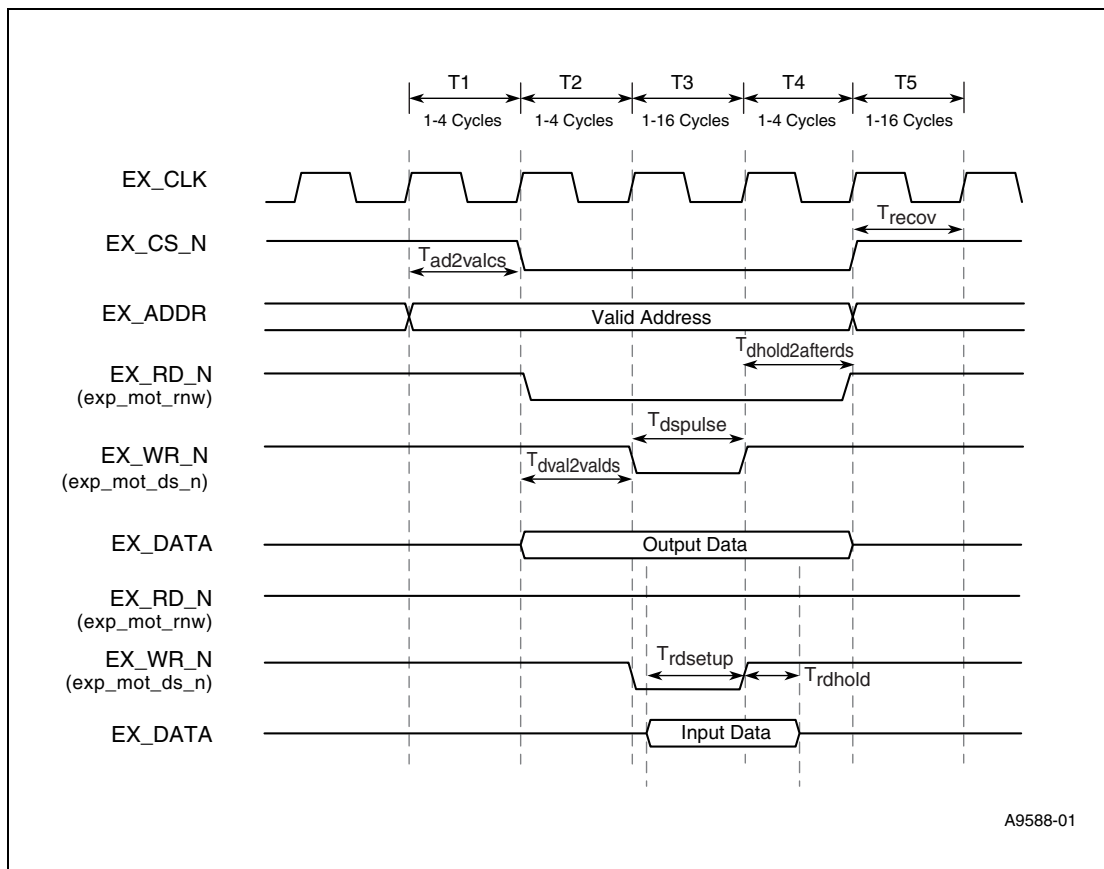 T1 T2 T3 T4 T5
1-4 Cycles 1-4 Cycles 1-16 Cycles 1-4 Cycles 1-16 Cycles
EX_CLK
Trecov
EX_CS_N
Tad2valcs
EX_ADDR
Valid Address
Tdhold2afterds
EX_RD_N
(exp_mot_rnw)
Tdspulse
EX_WR_N
Tdval2valds
(exp_mot_ds_n)
EX_DATA
Output Data
EX_RD_N
(exp_mot_rnw)
EX_WR_N
Trdsetup
(exp_mot_ds_n)
Trdhold
EX_DATA
Input Data
A9588-01